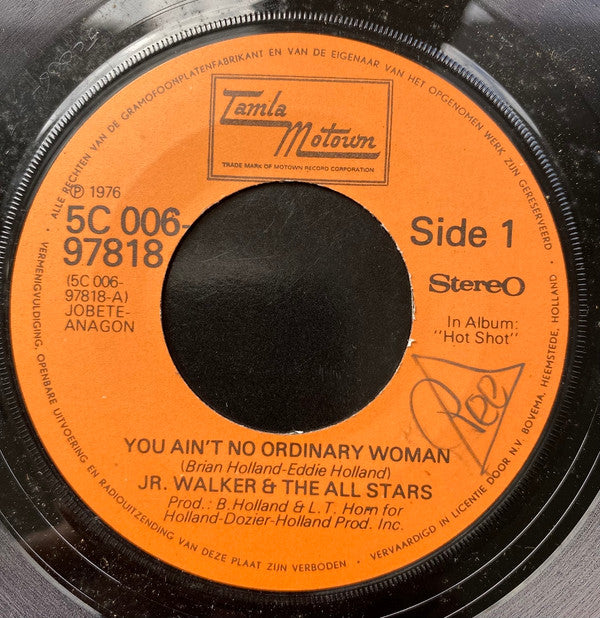 · ALLE RECHTEN VAN DE GRAMOFOONPLATENFABRIKANT EN VAN DE EIGENAAR VAN HET OPGENOMEN WERK ZIJN GERESERVEERD ·
Tamla
Motown
TRADE MARK OF MOTOWN RECORD CORPORATION
℗ 1976
5C 006-
97818
(5C 006-
97818-A)
JOBETE-
ANAGON
Side 1
Stereo
In Album:
"Hot Shot"
Ree
YOU AIN'T NO ORDINARY WOMAN
(Brian Holland-Eddie Holland)
JR. WALKER & THE ALL STARS
Prod.: B. Holland & L.T. Horn for
Holland-Dozier-Holland Prod. Inc.
VERMENIGVULDIGING, OPENBARE UITVOERING EN RADIOUITZENDING VAN DEZE PLAAT ZIJN VERBODEN ·
VERVAARDIGD IN LICENTIE DOOR N.V. BOVEMA, HEEMSTEDE, HOLLAND ·